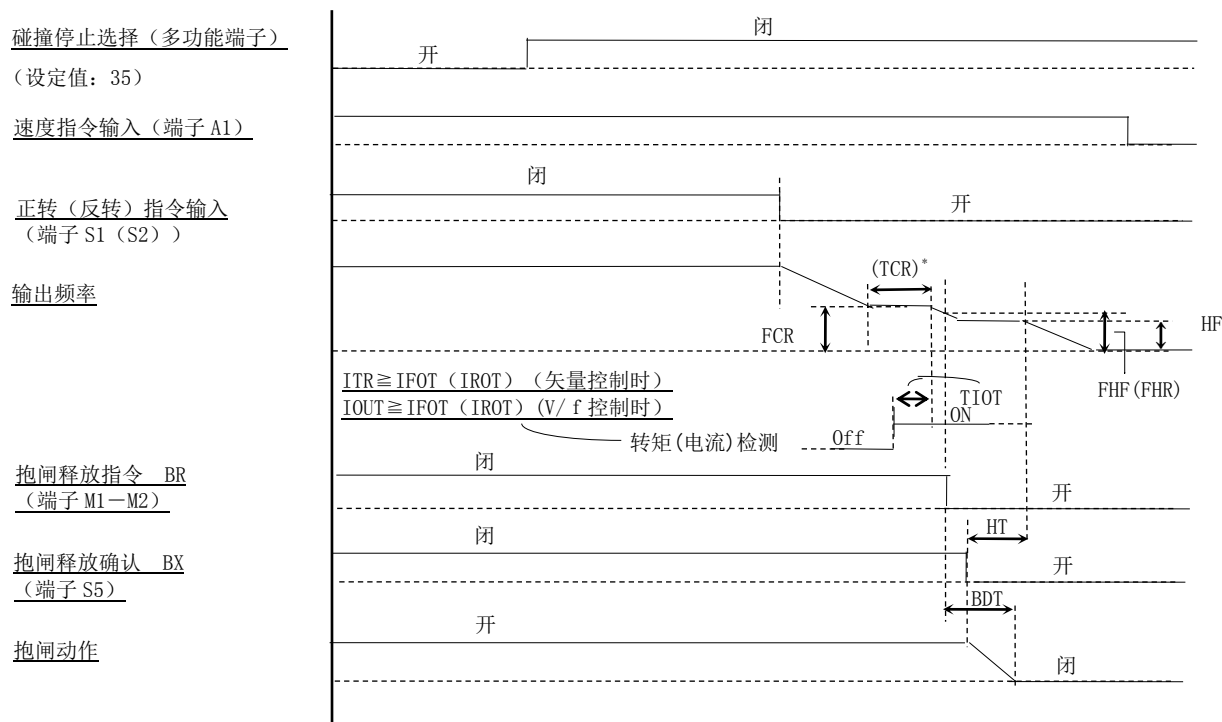 碰撞停止选择（多功能端子）
（设定值：35）
开
闭
速度指令输入（端子 A1）
正转（反转）指令输入
（端子 S1（S2））
闭
开
输出频率
(TCR)*
FCR
HF
FHF(FHR)
ITR≧IFOT（IROT）（矢量控制时）
IOUT≧IFOT（IROT）(V/f 控制时）
转矩(电流)检测
Off
ON
TIOT
抱闸释放指令 BR
（端子 M1－M2）
闭
开
HT
抱闸释放确认 BX
（端子 S5）
闭
开
BDT
抱闸动作
开
闭